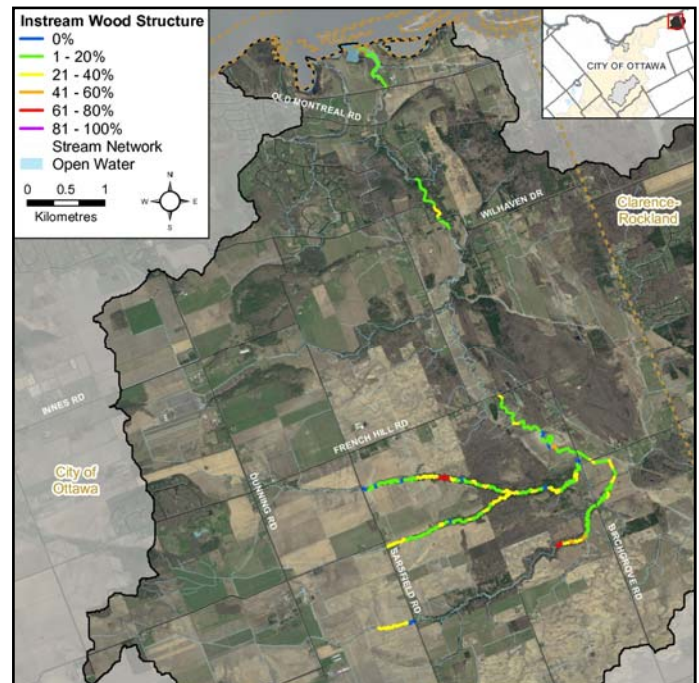 Instream Wood Structure
0%
1 - 20%
21 - 40%
41 - 60%
61 - 80%
81 - 100%
Stream Network
Open Water
0 0.5 1
Kilometres
N
W E
S
CITY OF OTTAWA
OLD MONTREAL RD
WILHAVEN DR
Clarence-
Rockland
INNES RD
FRENCH HILL RD
City of
Ottawa
DUNNING RD
SARSFIELD RD
BIRCHGROVE RD